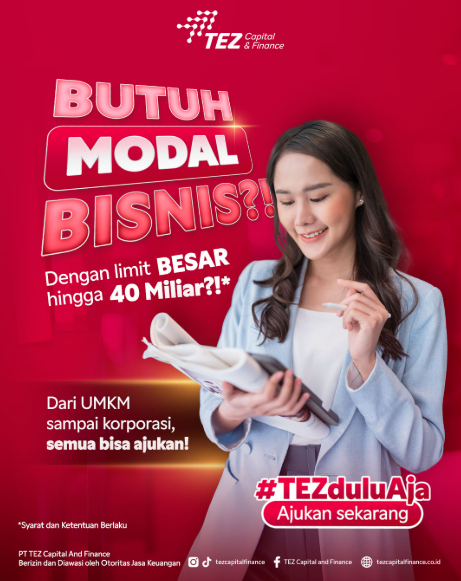 TEZ Capital
& Finance
BUTUH
MODAL
BISNIS?!
Dengan limit BESAR
hingga 40 Miliar?!*
Dari UMKM
sampai korporasi,
semua bisa ajukan!
#TEZduluAja
Ajukan sekarang
*Syarat dan Ketentuan Berlaku
PT TEZ Capital And Finance
Berizin dan Diawasi oleh Otoritas Jasa Keuangan
tezcapitalfinance
TEZ Capital and Finance
tezcapitalfinance.co.id